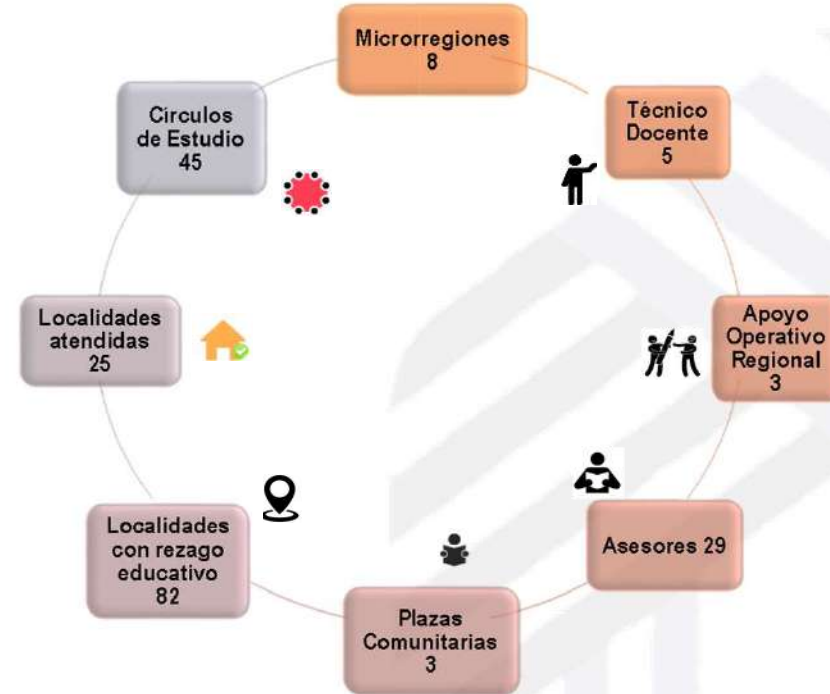 Microrregiones
8
Técnico
Docente
5
Apoyo
Operativo
Regional
3
Asesores 29
Plazas
Comunitarias
3
Localidades
con rezago
educativo
82
Localidades
atendidas
25
Círculos
de Estudio
45